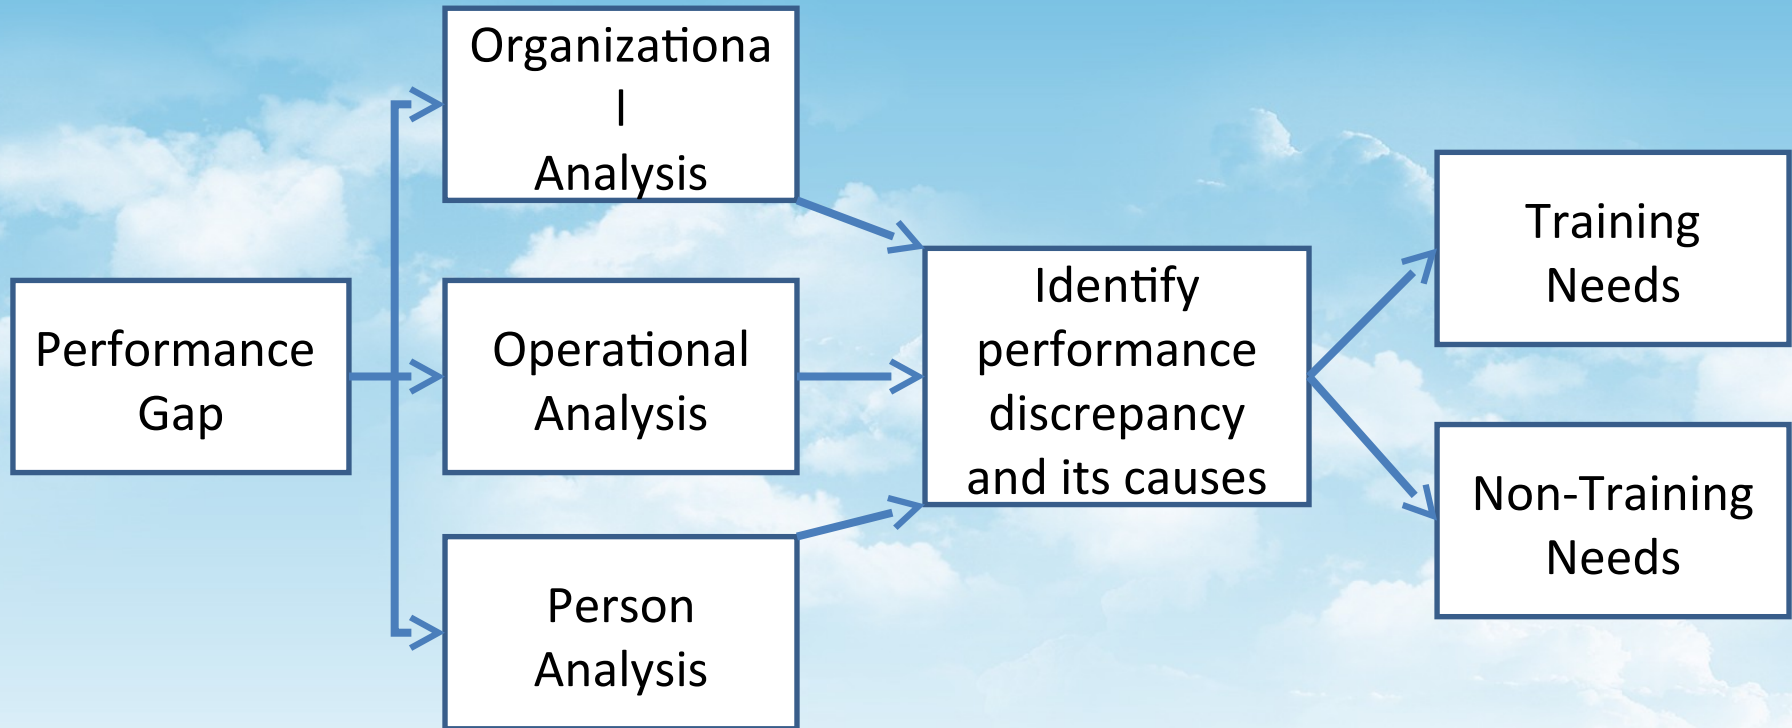 Performance
Gap
Organizationa
l
Analysis
Operational
Analysis
Person
Analysis
Identify
performance
discrepancy
and its causes
Training
Needs
Non-Training
Needs